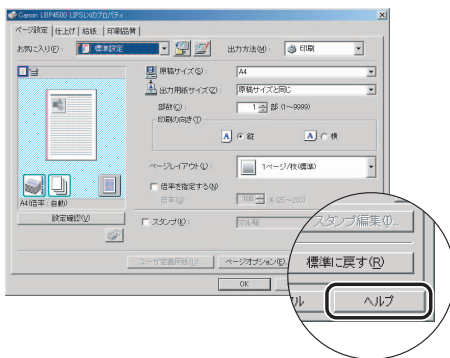 Canon LBP4500 LIPSLXのプロパティ
ページ設定 仕上げ 給紙 印刷品質
お気に入り(F): 標準設定 出力方法(M): 印刷
原稿サイズ(S): A4
出力用紙サイズ(Z): 原稿サイズと同じ
部数(C): 1 部 (1～9999)
印刷の向き(T)
A 縦 A 横
ページレイアウト(L): 1ページ/枚(標準)
倍率を指定する(N)
A4(倍率: 自動) 倍率(G): 100 % (25～200)
設定確認(V) スタンプ(K): マル秘 スタンプ編集(I)...
ユーザ定義用紙(U)... ページオプション(E)... 標準に戻す(R)
OK ル ヘルプ